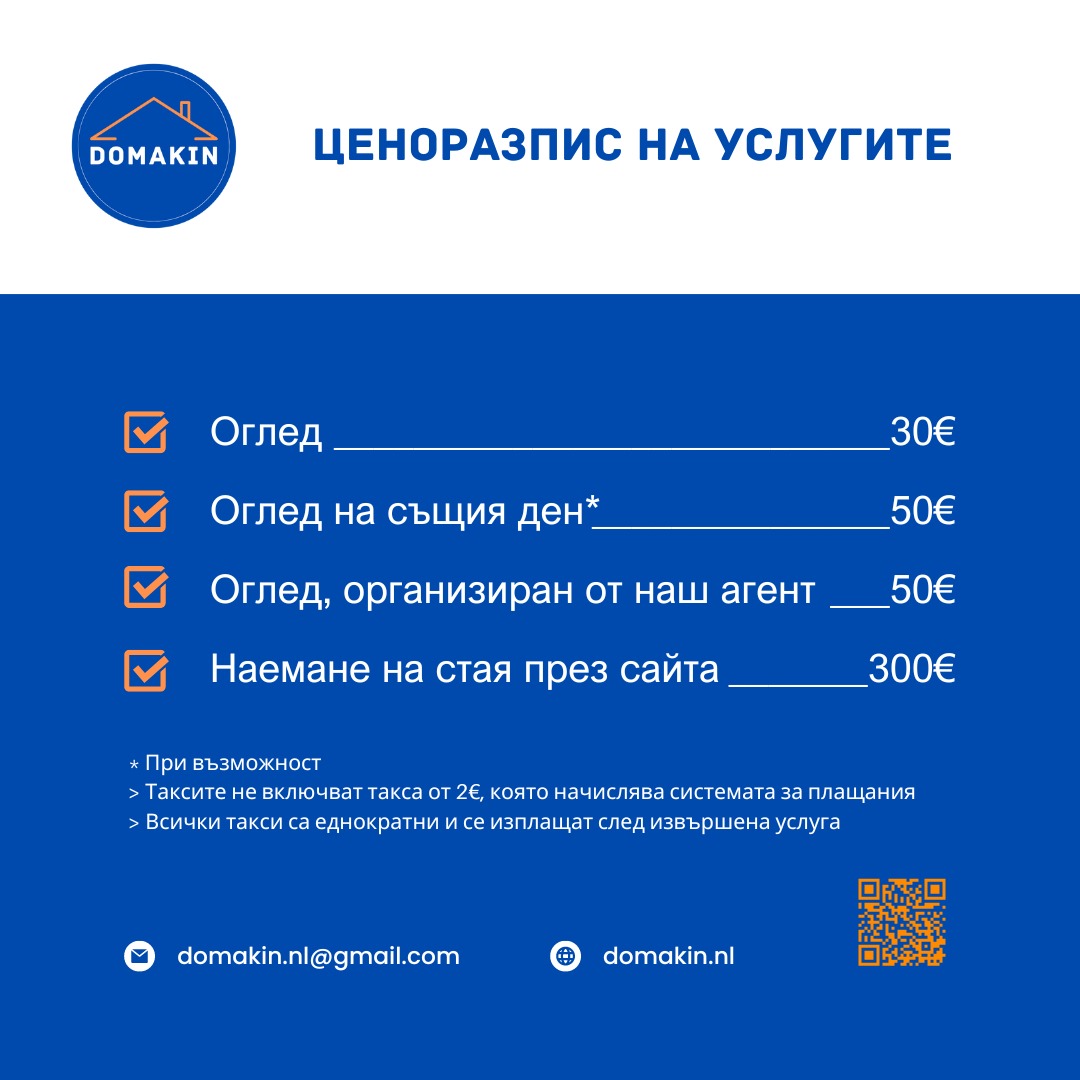 DOMAKIN
ЦЕНОРАЗПИС НА УСЛУГИТЕ
Оглед ____________________________30€
Оглед на същия ден*_______________50€
Оглед, организиран от наш агент ___50€
Наемане на стая през сайта _______300€
* При възможност
> Таксите не включват такса от 2€, която начислява системата за плащания
> Всички такси са еднократни и се изплащат след извършена услуга
domakin.nl@gmail.com
domakin.nl